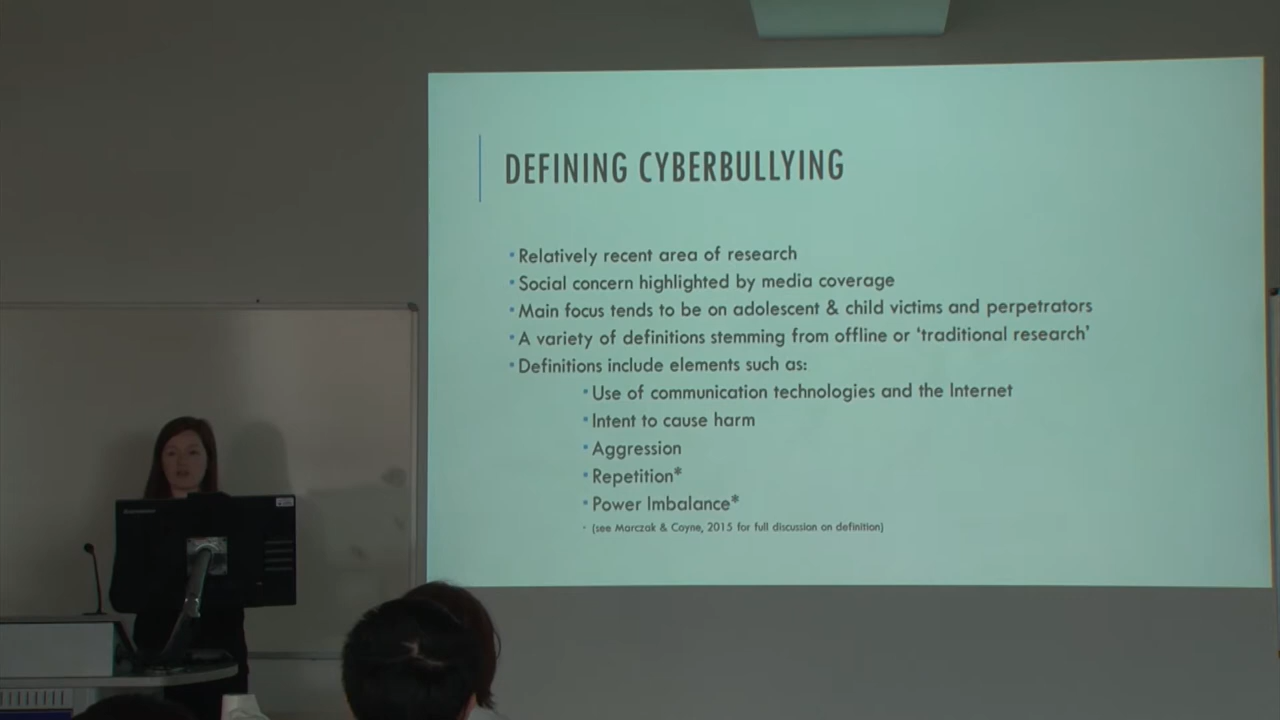 DEFINING CYBERBULLYING
Relatively recent area of research
Social concern highlighted by media coverage
Main focus tends to be on adolescent & child victims and perpetrators
A variety of definitions stemming from offline or ‘traditional research’
Definitions include elements such as:
Use of communication technologies and the Internet
Intent to cause harm
Aggression
Repetition*
Power Imbalance*
(see Marczak & Coyne, 2015 for full discussion on definition)